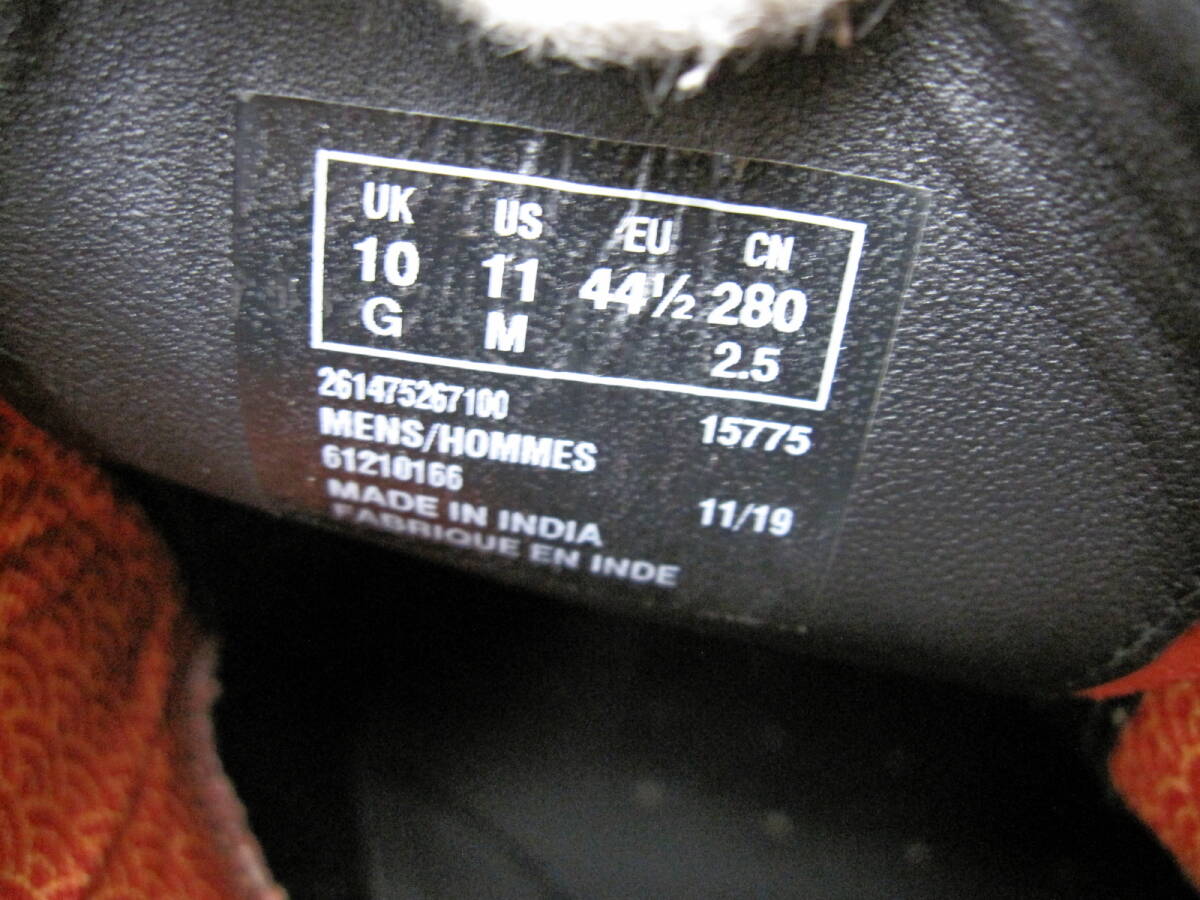 UK US EU CN
10 11 44½ 280
G M 2.5
261475267100 15775
MENS/HOMMES
61210166
MADE IN INDIA 11/19
FABRIQUE EN INDE